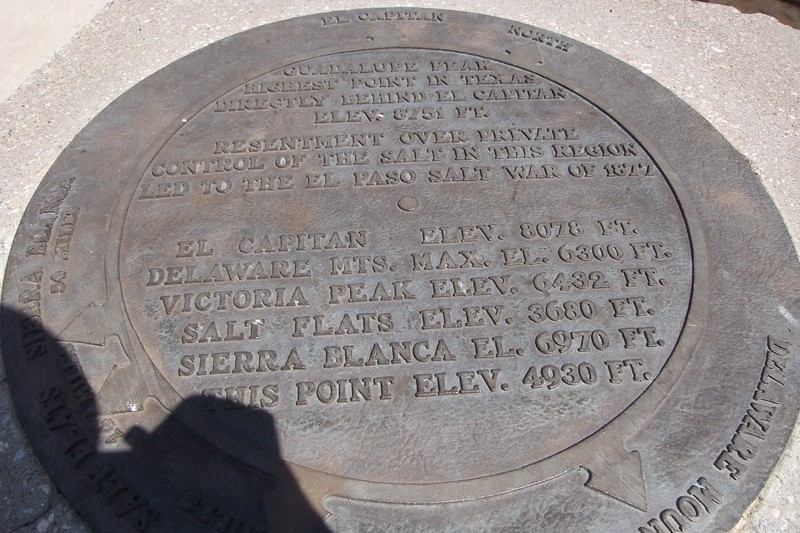 EL CAPITAN
NORTH
GUADALUPE PEAK
HIGHEST POINT IN TEXAS
DIRECTLY BEHIND EL CAPITAN
ELEV. 8751 FT.
RESENTMENT OVER PRIVATE
CONTROL OF THE SALT IN THIS REGION
LED TO THE EL PASO SALT WAR OF 1877
EL CAPITAN ELEV. 8078 FT.
DELAWARE MTS. MAX. EL. 6300 FT.
VICTORIA PEAK ELEV. 6432 FT.
SALT FLATS ELEV. 3680 FT.
SIERRA BLANCA EL. 6970 FT.
THIS POINT ELEV. 4930 FT.
SIERRA BLANCA
SALT FLATS
DELAWARE MOUN